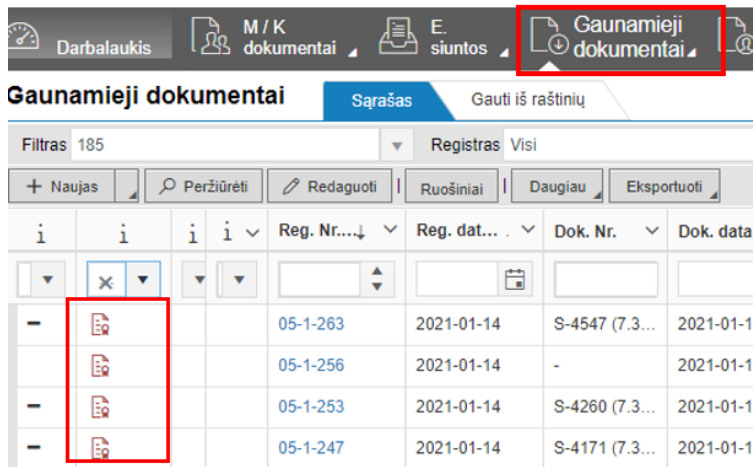 Darbalaukis
M / K
dokumentai
E.
siuntos
Gaunamieji
dokumentai
Gaunamieji dokumentai
Sąrašas
Gauti iš raštinių
Filtras 185
Registras Visi
+ Naujas
Peržiūrėti
Redaguoti
Ruošiniai
Daugiau
Eksportuoti
i i i i Reg. Nr....↓ Reg. dat... Dok. Nr. Dok. data
05-1-263 2021-01-14 S-4547 (7.3... 2021-01-1
05-1-256 2021-01-14 - 2021-01-1
05-1-253 2021-01-14 S-4260 (7.3... 2021-01-1
05-1-247 2021-01-14 S-4171 (7.3... 2021-01-1